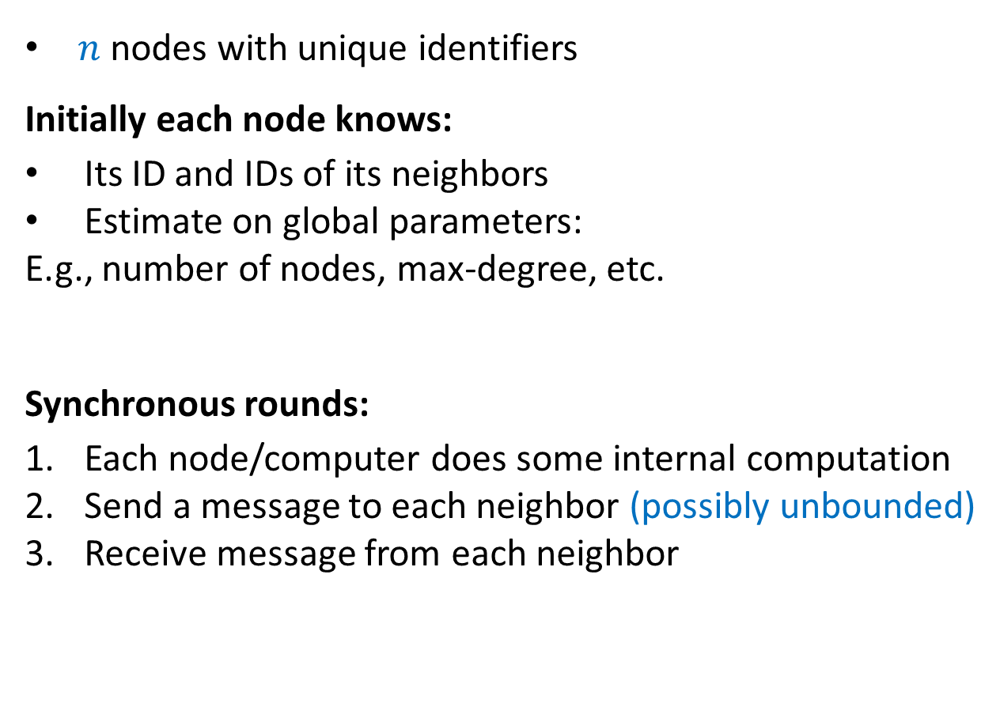 • n nodes with unique identifiers
Initially each node knows:
• Its ID and IDs of its neighbors
• Estimate on global parameters:
E.g., number of nodes, max-degree, etc.
Synchronous rounds:
1. Each node/computer does some internal computation
2. Send a message to each neighbor (possibly unbounded)
3. Receive message from each neighbor